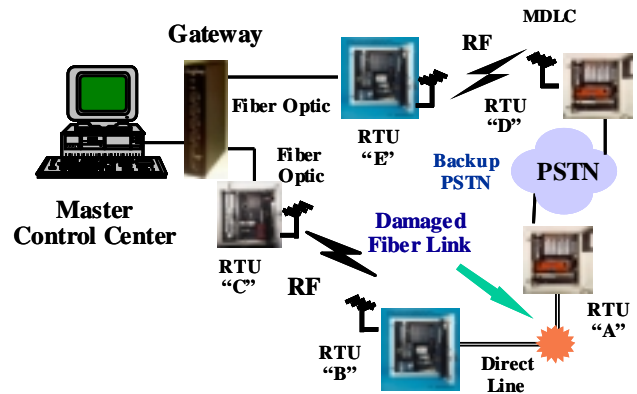 MDLC
Gateway
RF
Fiber Optic
RTU
“E”
RTU
“D”
Fiber
Optic
Backup
PSTN
PSTN
Master
Control Center
Damaged
Fiber Link
RTU
“C”
RF
RTU
“A”
RTU
“B”
Direct
Line